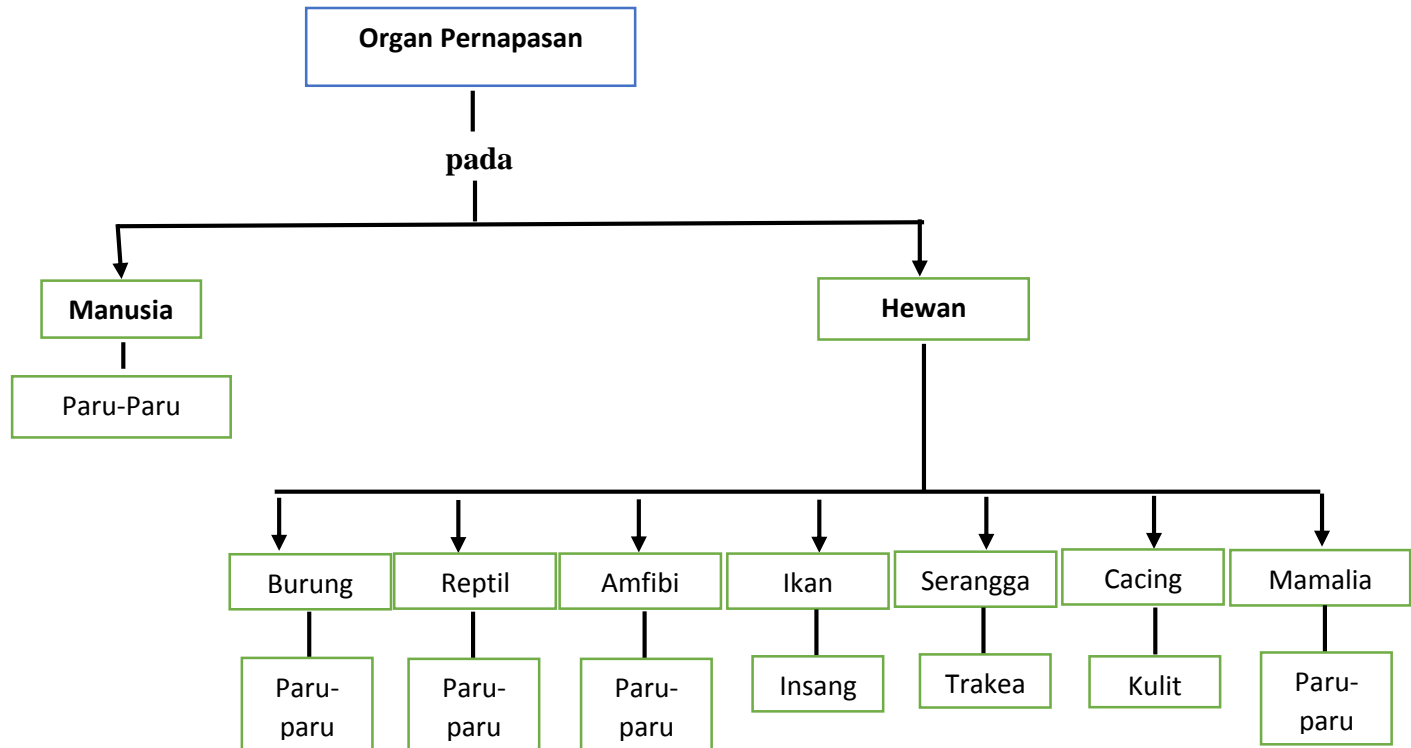 Organ Pernapasan
pada
Manusia
Hewan
Paru-Paru
Burung
Reptil
Amfibi
Ikan
Serangga
Cacing
Mamalia
Paru-
paru
Paru-
paru
Paru-
paru
Insang
Trakea
Kulit
Paru-
paru